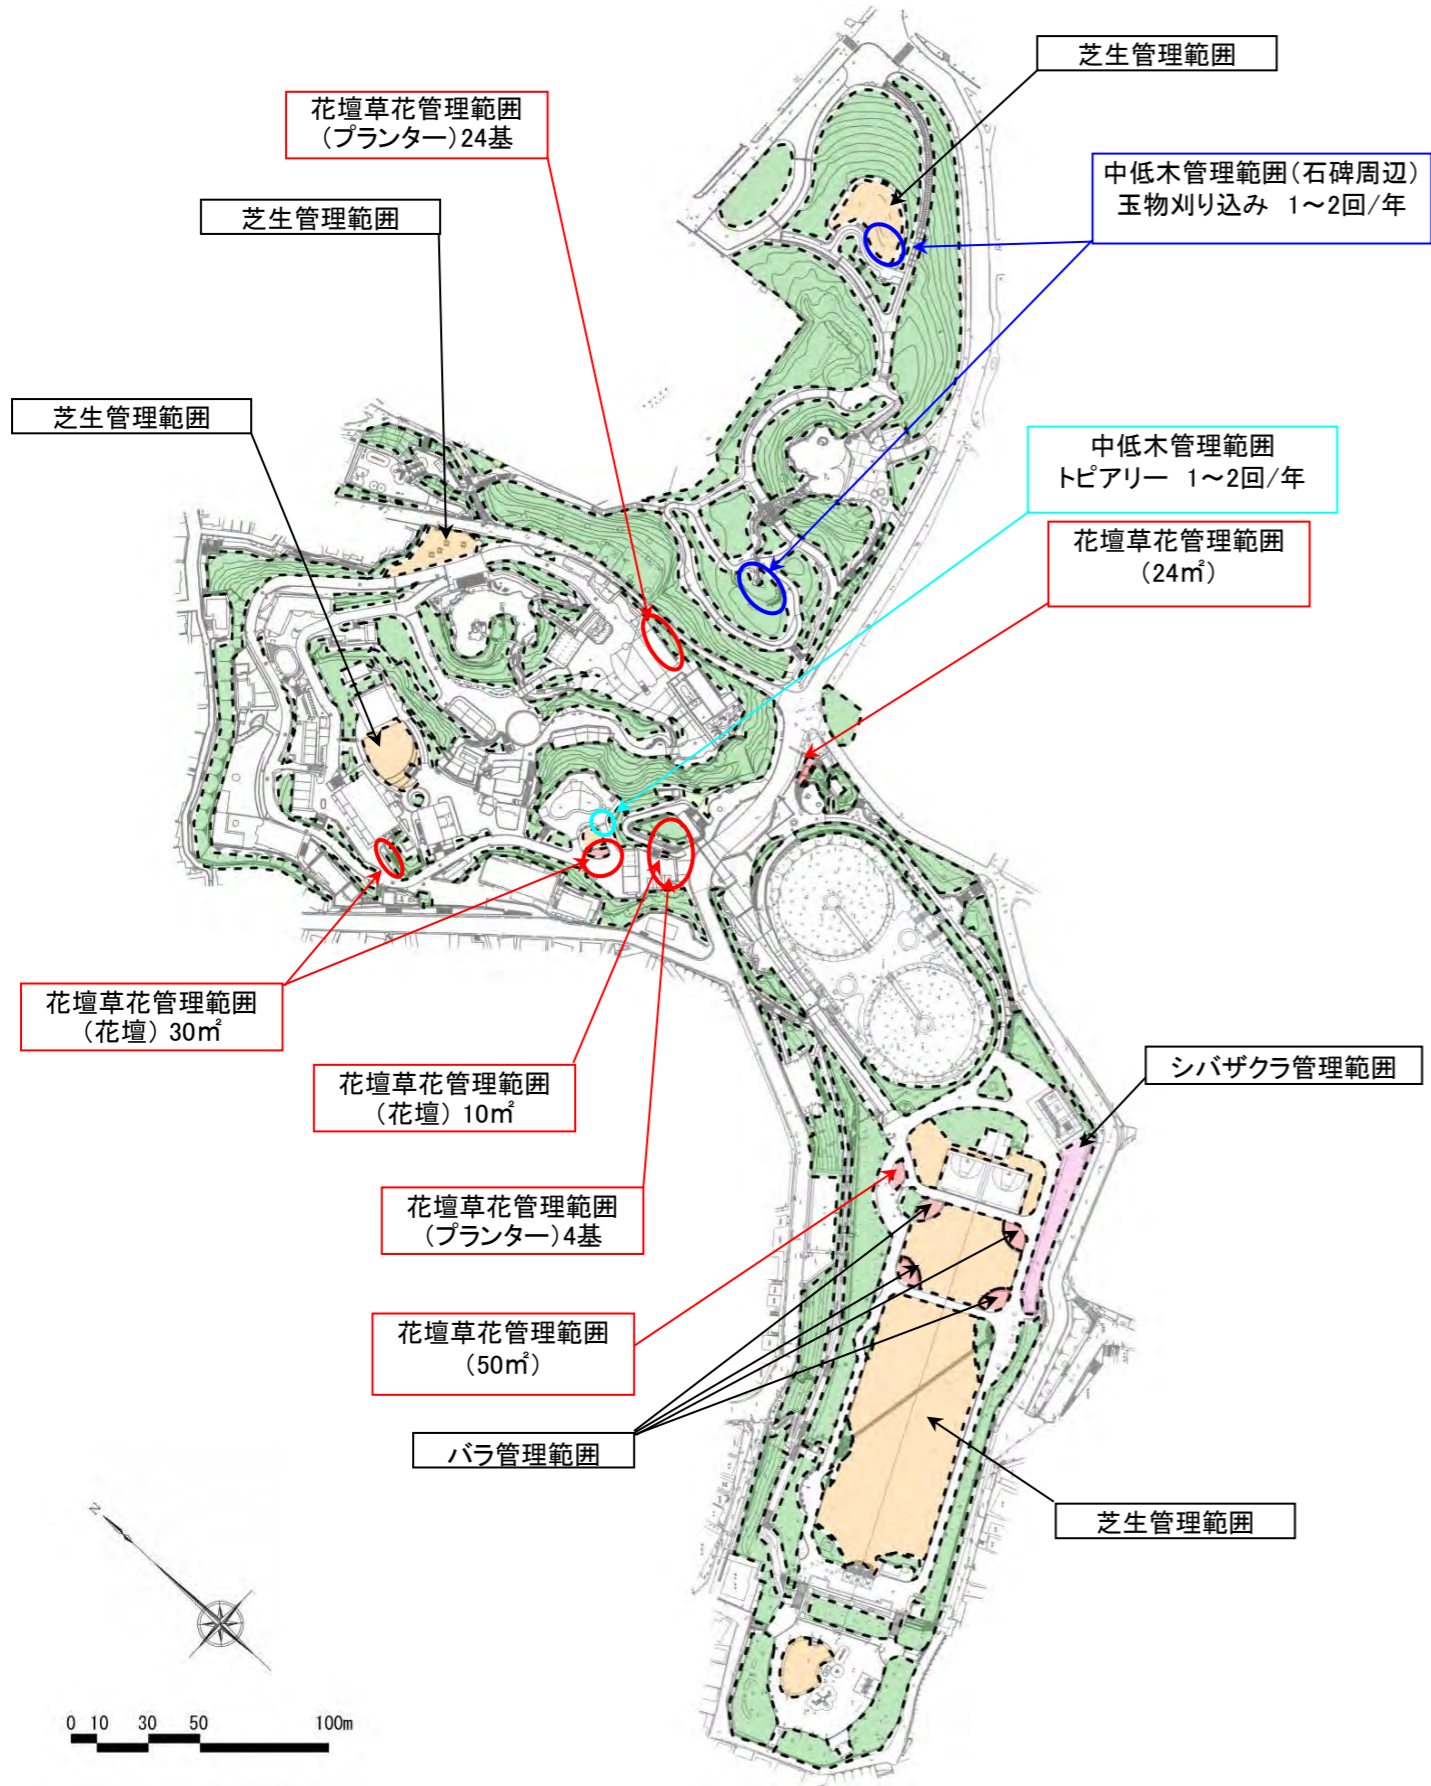 芝生管理範囲
花壇草花管理範囲
(プランター)24基
中低木管理範囲(石碑周辺)
玉物刈り込み 1~2回/年
芝生管理範囲
芝生管理範囲
中低木管理範囲
トピアリー 1~2回/年
花壇草花管理範囲
(24㎡)
花壇草花管理範囲
(花壇) 30㎡
花壇草花管理範囲
(花壇) 10㎡
シバザクラ管理範囲
花壇草花管理範囲
(プランター)4基
花壇草花管理範囲
(50㎡)
バラ管理範囲
芝生管理範囲
N
0 10 30 50 100m